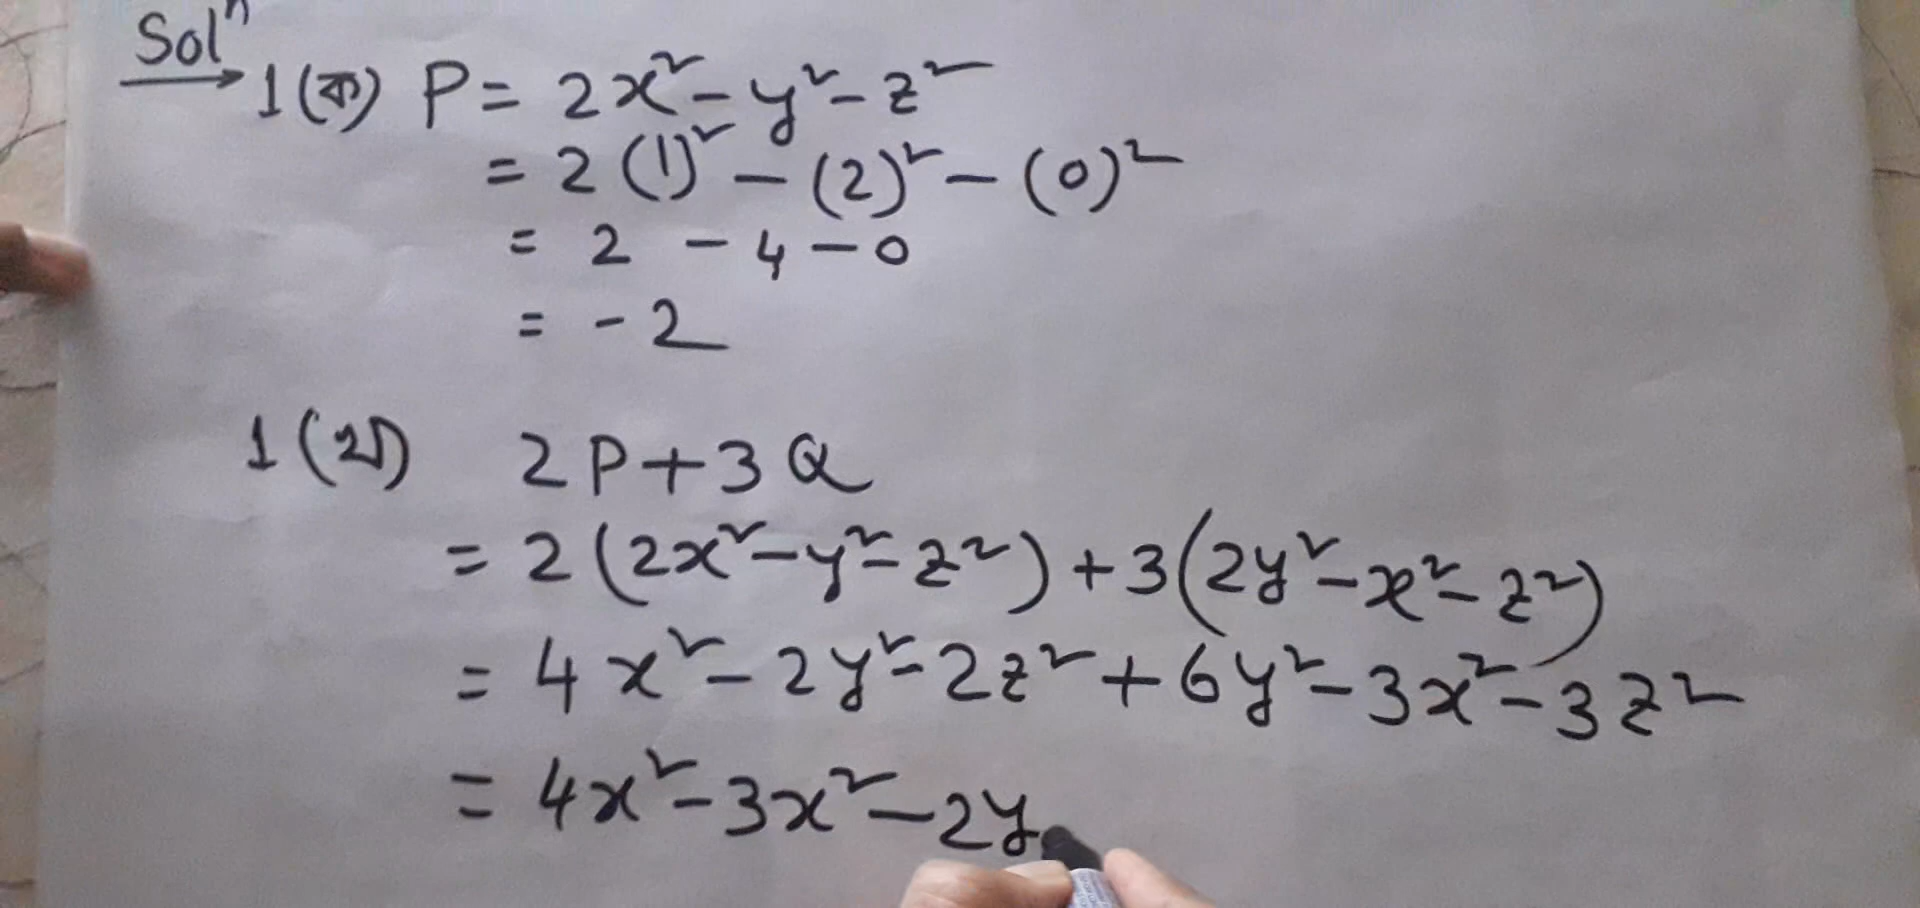 Solⁿ
1(ক) P = 2x² - y² - z²
= 2(1)² - (2)² - (0)²
= 2 - 4 - 0
= -2
1(খ) 2P + 3Q
= 2(2x² - y² - z²) + 3(2y² - x² - z²)
= 4x² - 2y² - 2z² + 6y² - 3x² - 3z²
= 4x² - 3x² - 2y